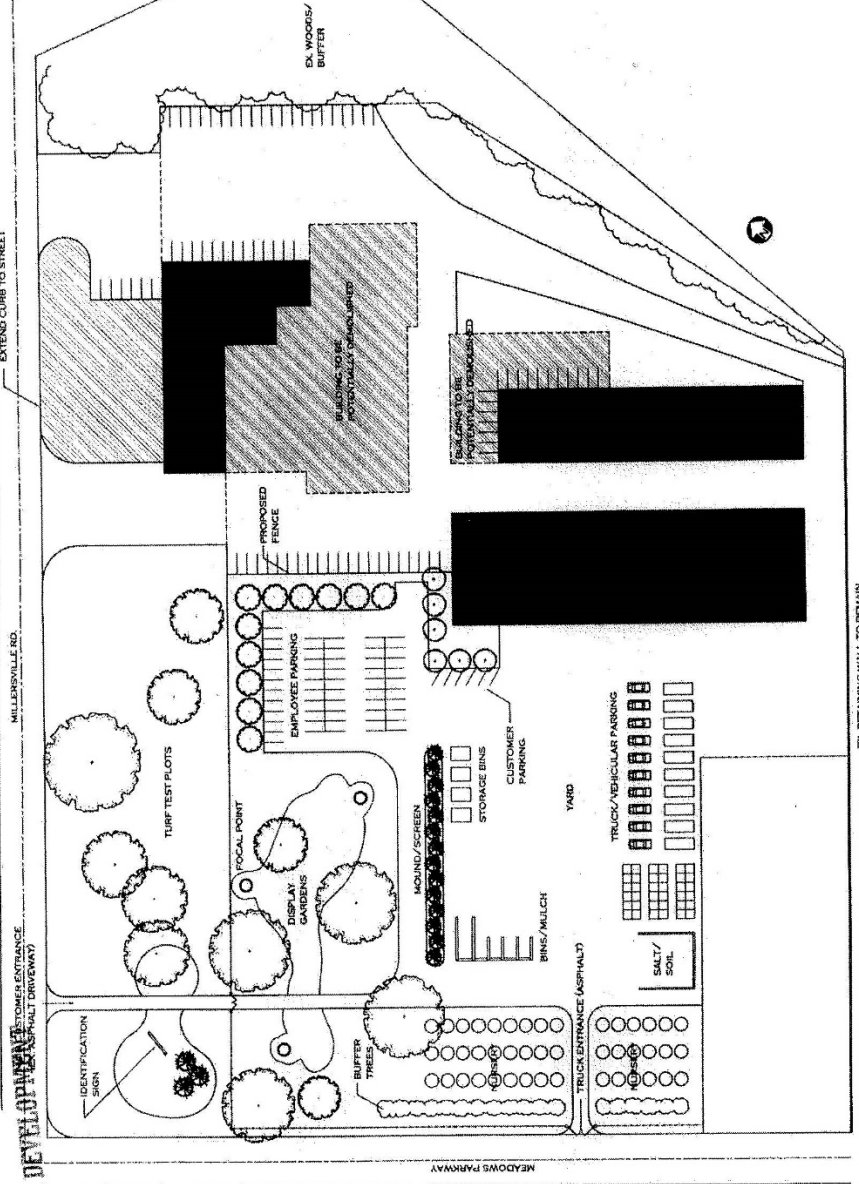 EXTEND CURB TO STREET
MILLERSVILLE RD.
EX. WOODS/
BUFFER
DEVELOPMENT
CUSTOMER ENTRANCE
ASPHALT DRIVEWAY)
IDENTIFICATION
SIGN
TURF TEST PLOTS
FOCAL POINT
DISPLAY
GARDENS
EMPLOYEE PARKING
PROPOSED
FENCE
BUILDING TO BE
POTENTIALLY DEMOLISHED
BUILDING TO BE
POTENTIALLY DEMOLISHED
BUFFER
TREES
NURSERY
NURSERY
TRUCK ENTRANCE (ASPHALT)
MOUND/SCREEN
STORAGE BINS
CUSTOMER
PARKING
BINS/MULCH
YARD
TRUCK/VEHICULAR PARKING
SALT/
SOIL
MEADOWS PARKWAY
N